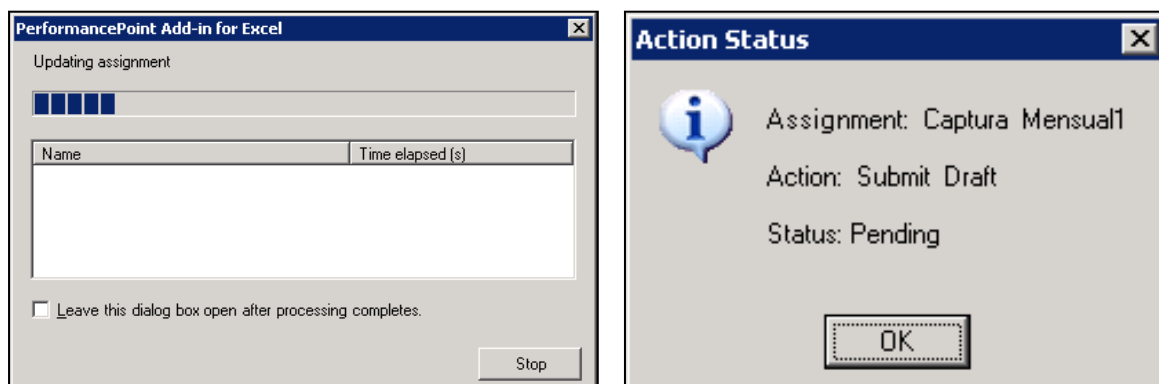 PerformancePoint Add-in for Excel
Updating assignment
Name Time elapsed (s)
Leave this dialog box open after processing completes.
Stop
Action Status
Assignment: Captura Mensual1
Action: Submit Draft
Status: Pending
OK